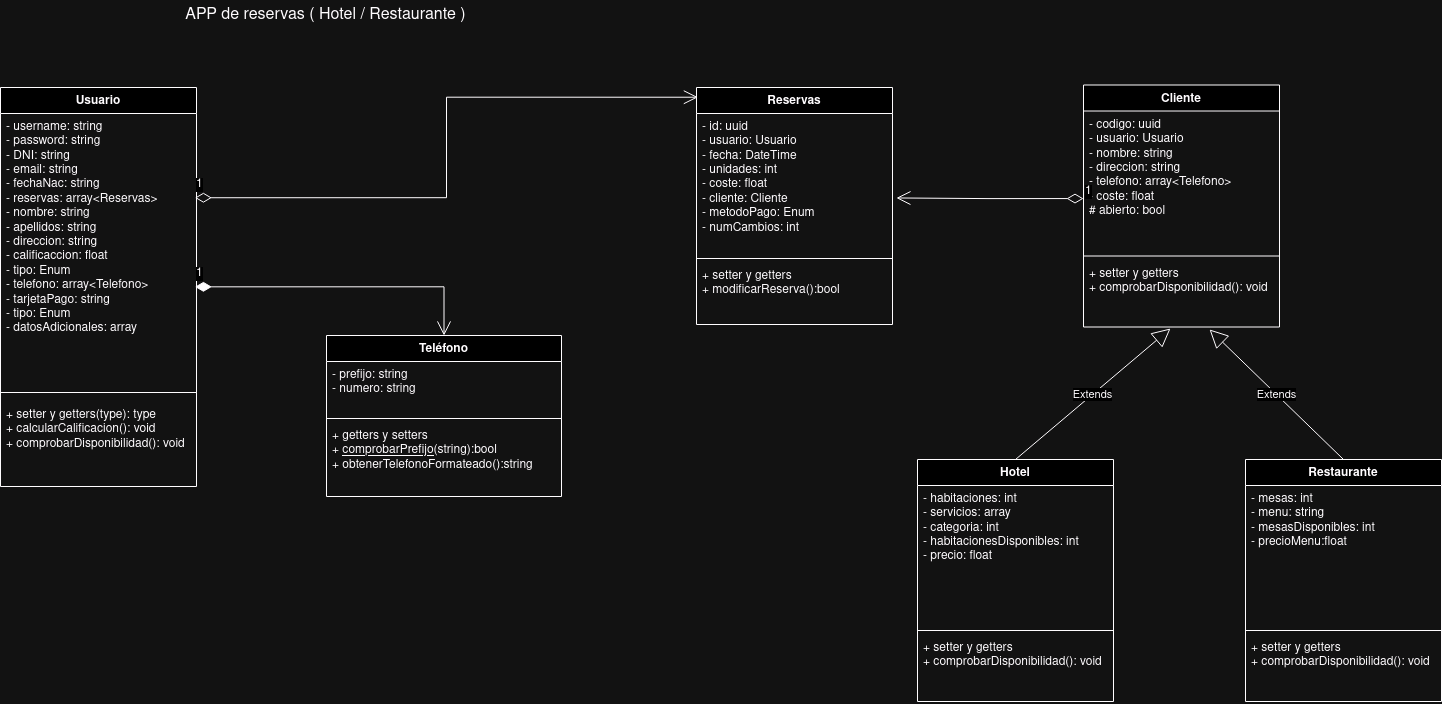 APP de reservas ( Hotel / Restaurante )
Usuario
- username: string
- password: string
- DNI: string
- email: string
- fechaNac: string
- reservas: array<Reservas>
- nombre: string
- apellidos: string
- direccion: string
- calificaccion: float
- tipo: Enum
- telefono: array<Telefono>
- tarjetaPago: string
- tipo: Enum
- datosAdicionales: array
+ setter y getters(type): type
+ calcularCalificacion(): void
+ comprobarDisponibilidad(): void
1
1
Teléfono
- prefijo: string
- numero: string
+ getters y setters
+ comprobarPrefijo(string):bool
+ obtenerTelefonoFormateado():string
Reservas
- id: uuid
- usuario: Usuario
- fecha: DateTime
- unidades: int
- coste: float
- cliente: Cliente
- metodoPago: Enum
- numCambios: int
+ setter y getters
+ modificarReserva():bool
Cliente
- codigo: uuid
- usuario: Usuario
- nombre: string
- direccion: string
- telefono: array<Telefono>
1
- coste: float
# abierto: bool
+ setter y getters
+ comprobarDisponibilidad(): void
Extends
Extends
Hotel
- habitaciones: int
- servicios: array
- categoria: int
- habitacionesDisponibles: int
- precio: float
+ setter y getters
+ comprobarDisponibilidad(): void
Restaurante
- mesas: int
- menu: string
- mesasDisponibles: int
- precioMenu:float
+ setter y getters
+ comprobarDisponibilidad(): void